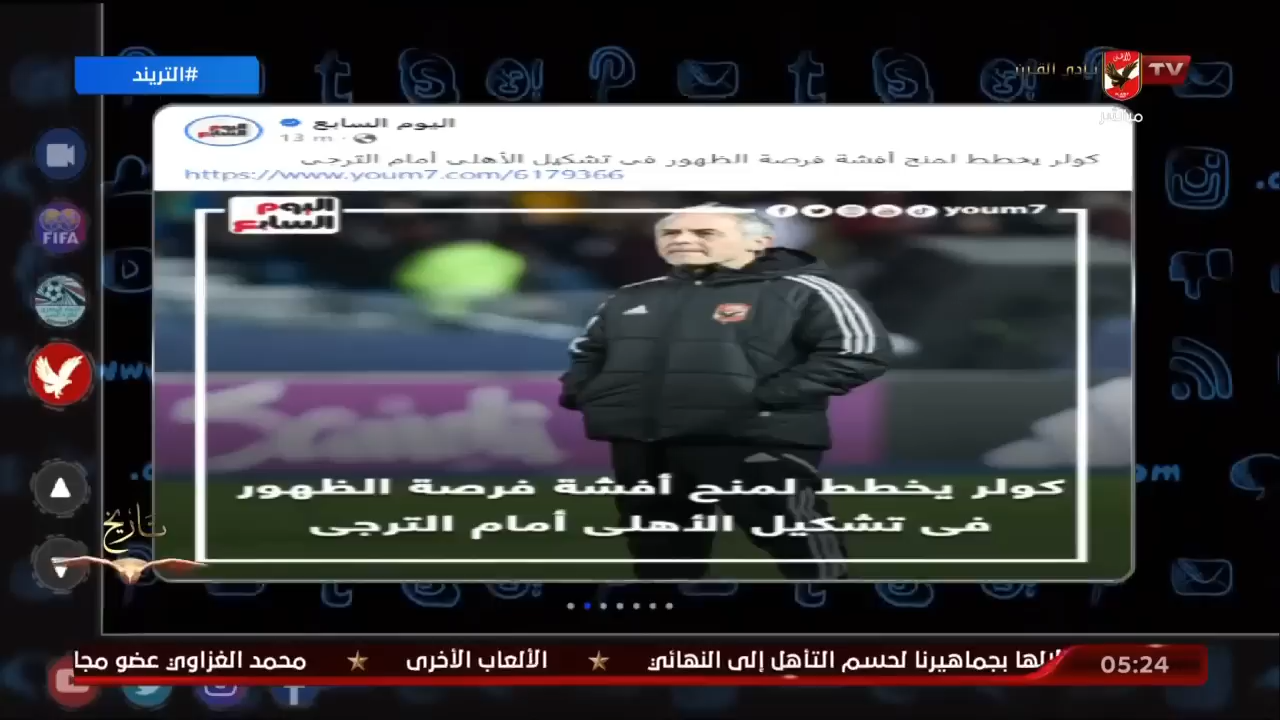 #التريند
نادي القرن
TV
مباشر
اليوم السابع
13 m
كولر يخطط لمنح أفشة فرصة الظهور فى تشكيل الأهلى أمام الترجى
https://www.youm7.com/6179366
اليوم السابع
youm7
FIFA
كولر يخطط لمنح أفشة فرصة الظهور
فى تشكيل الأهلى أمام الترجى
تاريخ
بجماهيرنا لحسم التأهل إلى النهائي ★ الألعاب الأخرى ★ محمد الغزاوي عضو مجا
05:24